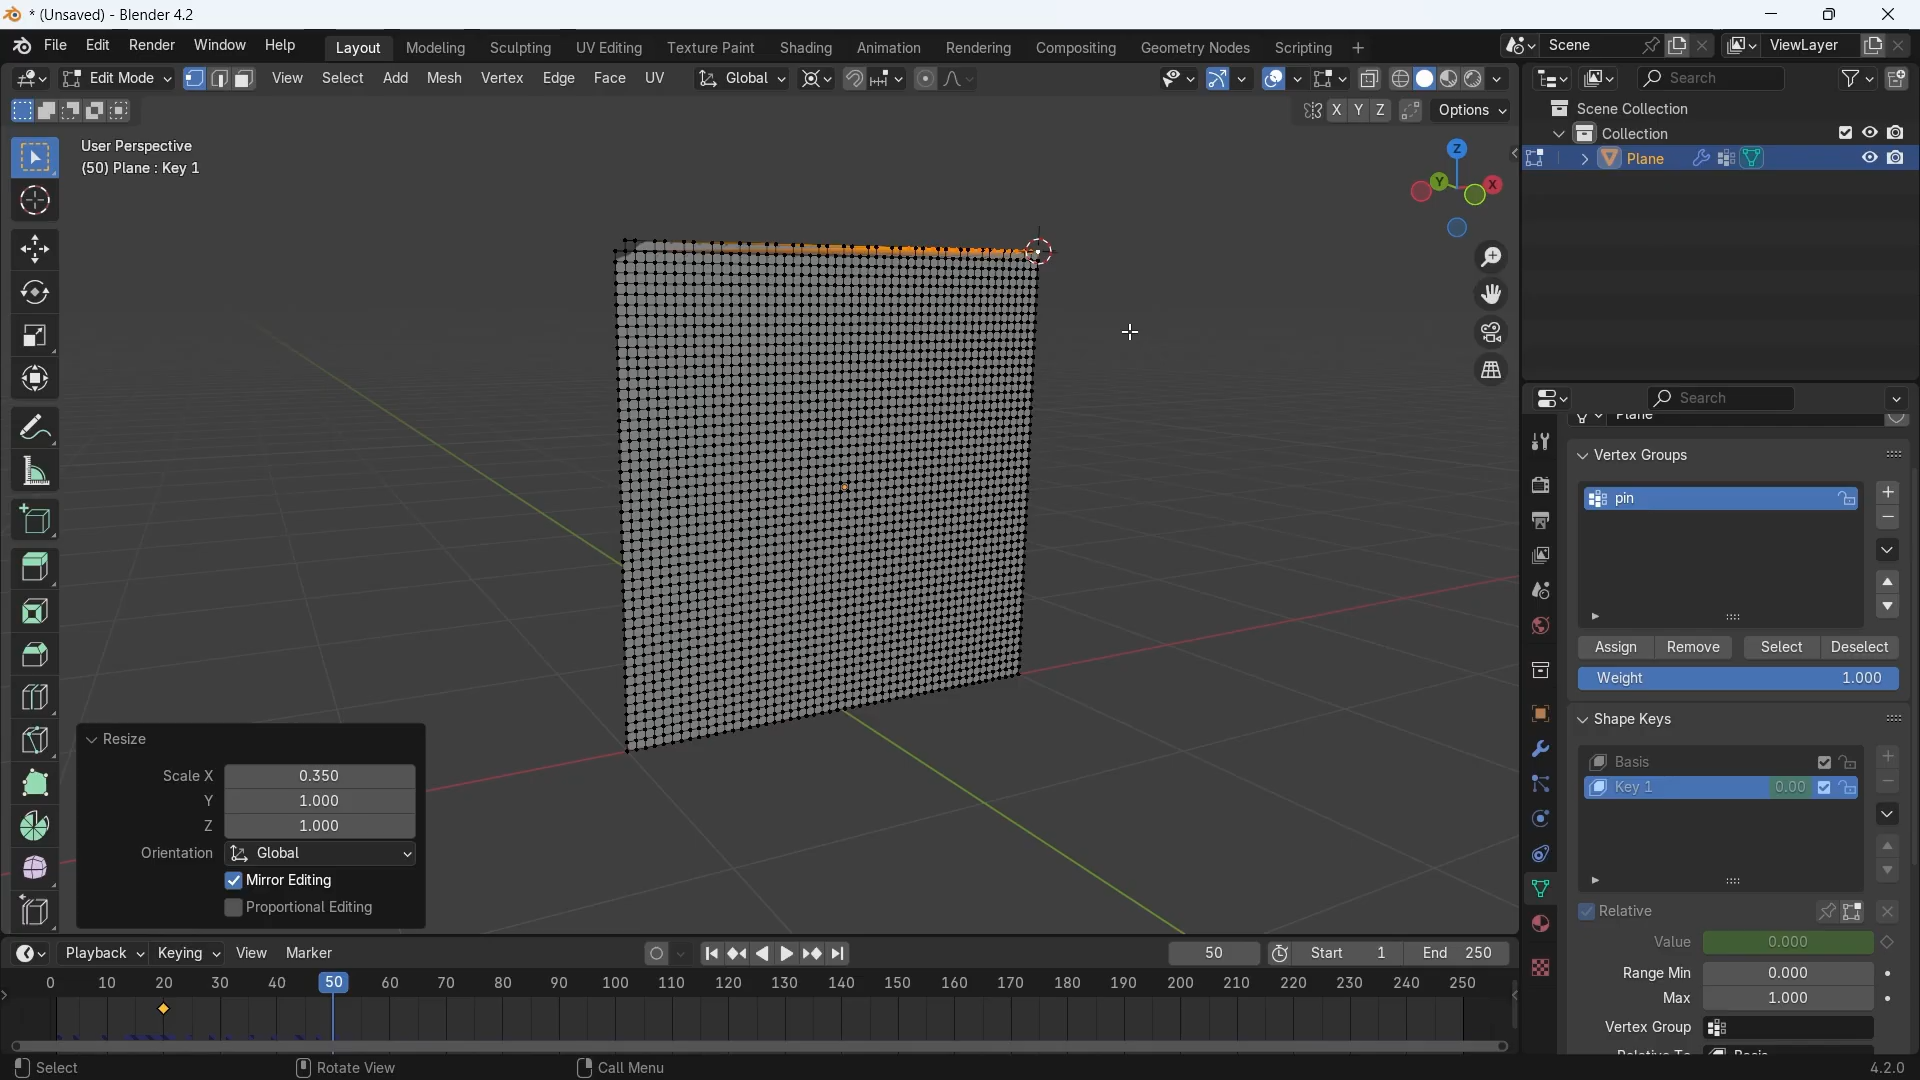 * (Unsaved) - Blender 4.2
File Edit Render Window Help Layout Modeling Sculpting UV Editing Texture Paint Shading Animation Rendering Compositing Geometry Nodes Scripting + Scene ViewLayer
Edit Mode View Select Add Mesh Vertex Edge Face UV Global Search
X Y Z Options
Scene Collection
Collection
Plane
User Perspective
(50) Plane : Key 1
Z
Y X
Search
Plane
Vertex Groups
pin
Assign Remove Select Deselect
Weight 1.000
Shape Keys
Basis
Key 1 0.00
Relative
Value 0.000
Range Min 0.000
Max 1.000
Vertex Group
Relative To Basis
Resize
Scale X 0.350
Y 1.000
Z 1.000
Orientation Global
Mirror Editing
Proportional Editing
Playback Keying View Marker 50 Start 1 End 250
0 10 20 30 40 50 60 70 80 90 100 110 120 130 140 150 160 170 180 190 200 210 220 230 240 250
Select Rotate View Call Menu 4.2.0